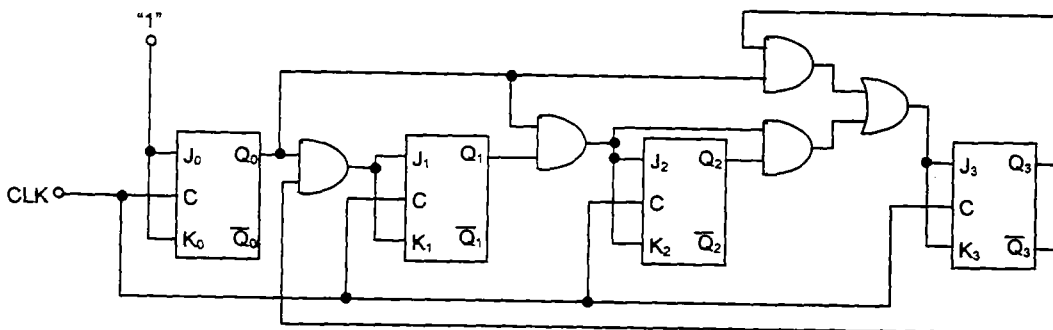 "1"
J₀ Q₀
C
K₀ Q̅₀
J₁ Q₁
C
K₁ Q̅₁
J₂ Q₂
C
K₂ Q̅₂
J₃ Q₃
C
K₃ Q̅₃
CLK